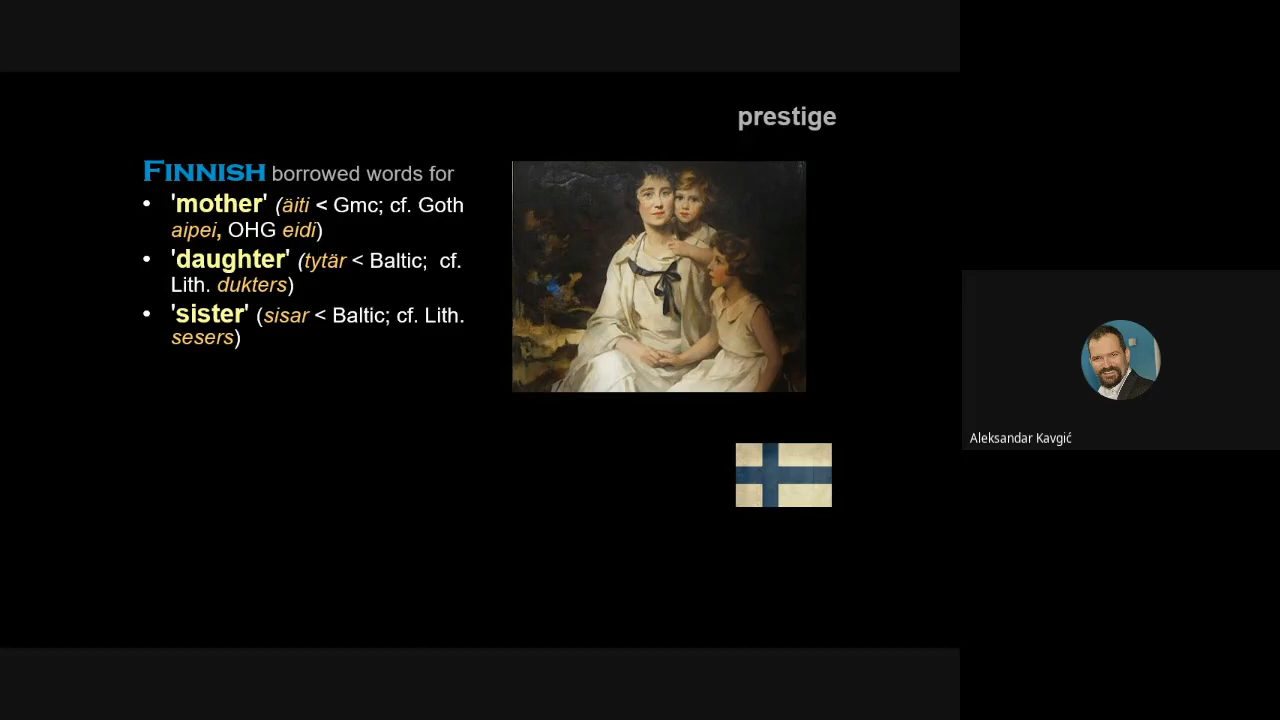 prestige
FINNISH borrowed words for
• 'mother' (äiti < Gmc; cf. Goth
aipei, OHG eidi)
• 'daughter' (tytär < Baltic; cf.
Lith. dukters)
• 'sister' (sisar < Baltic; cf. Lith.
sesers)
Aleksandar Kavgić